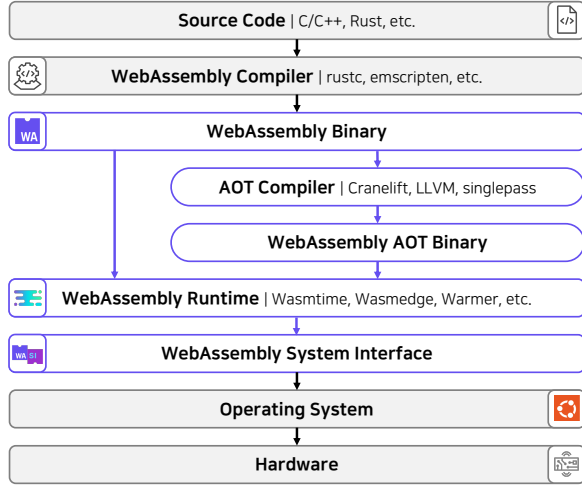 Source Code | C/C++, Rust, etc.
</>
</>
WebAssembly Compiler | rustc, emscripten, etc.
WA
WebAssembly Binary
AOT Compiler | Cranelift, LLVM, singlepass
WebAssembly AOT Binary
WebAssembly Runtime | Wasmtime, Wasmedge, Warmer, etc.
WA SI
WebAssembly System Interface
Operating System
Hardware